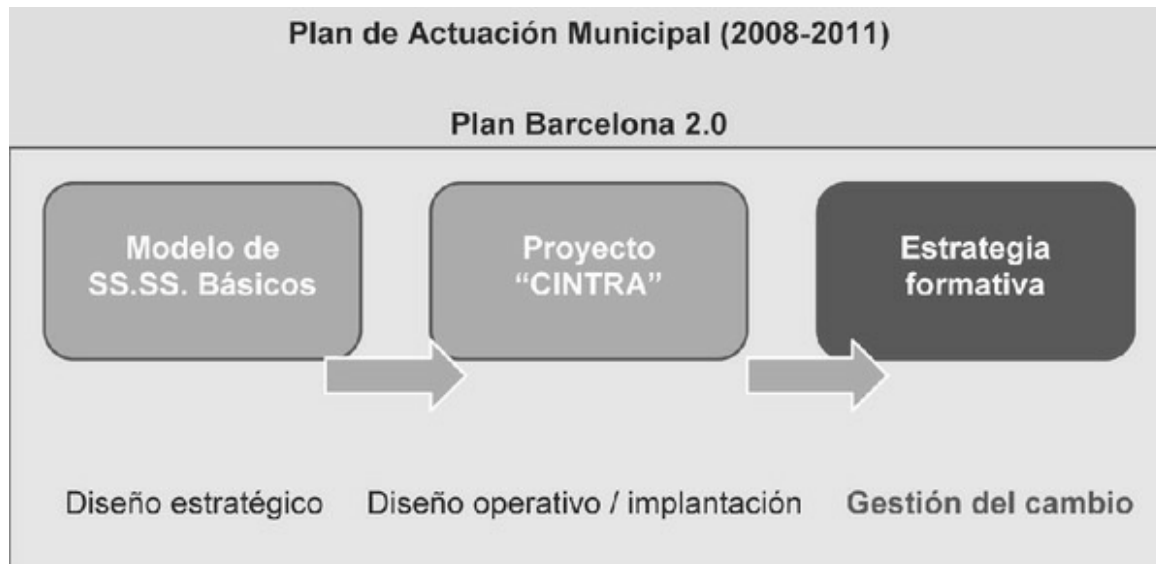 Plan de Actuación Municipal (2008-2011)
Plan Barcelona 2.0
Modelo de
SS.SS. Básicos
Proyecto
“CINTRA”
Estrategia
formativa
Diseño estratégico
Diseño operativo / implantación
Gestión del cambio